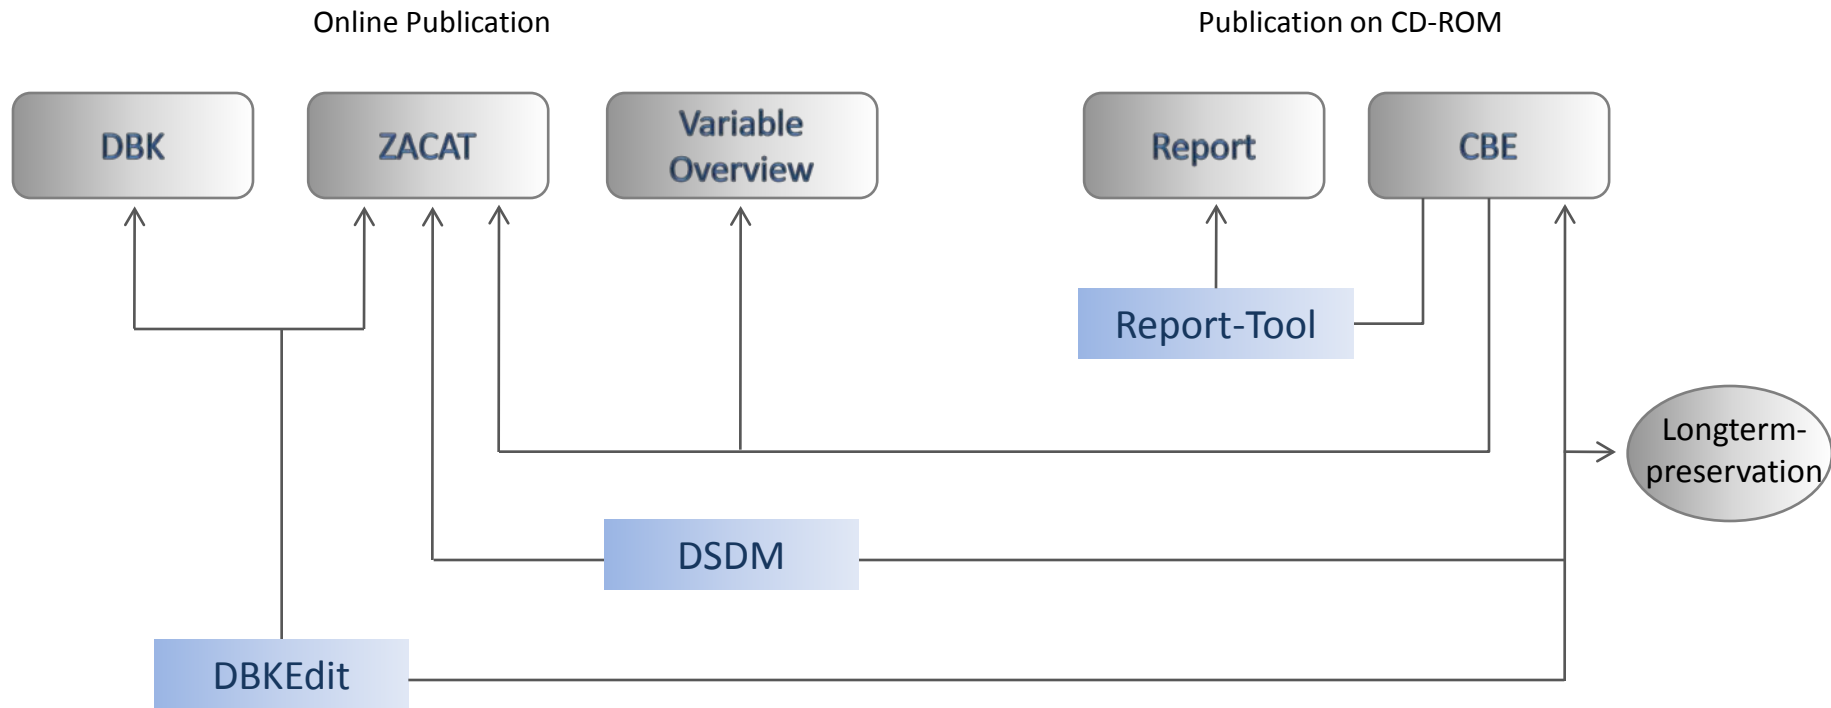 Online Publication
Publication on CD-ROM
DBK
ZACAT
Variable
Overview
Report
CBE
Report-Tool
Longterm-
preservation
DSDM
DBKEdit